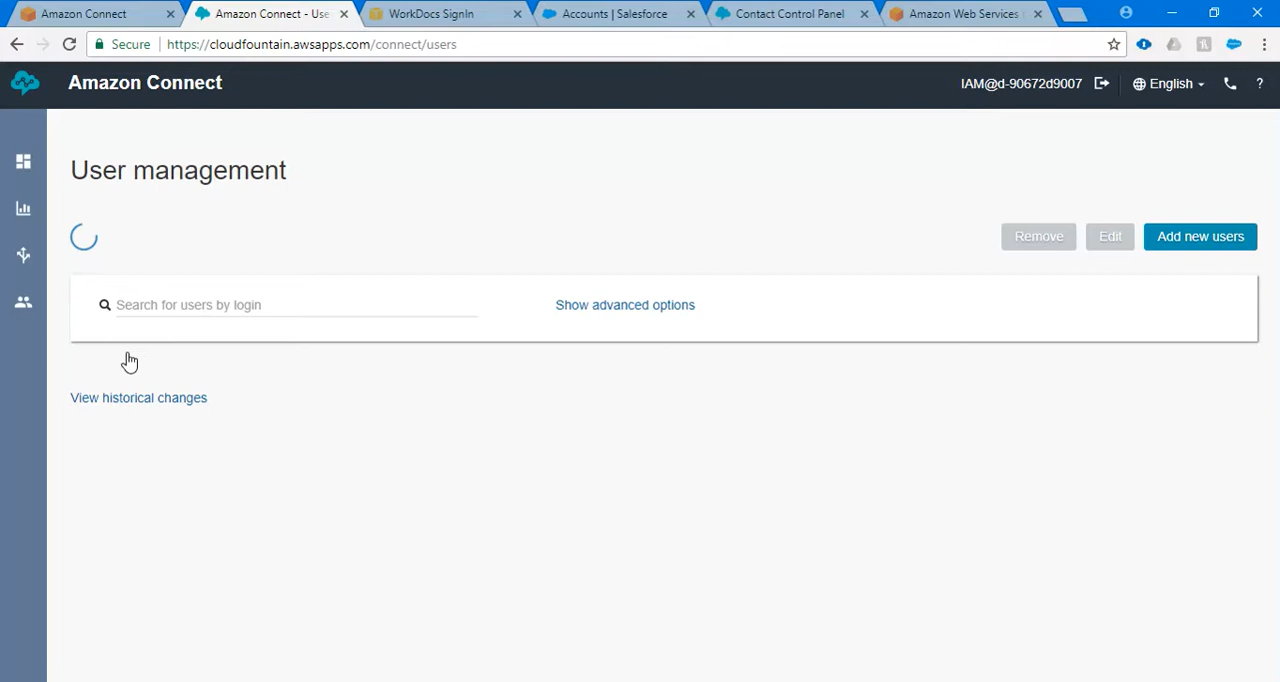 Amazon Connect
Amazon Connect - Use
WorkDocs SignIn
Accounts | Salesforce
Contact Control Panel
Amazon Web Services
Secure
https://cloudfountain.awsapps.com/connect/users
Amazon Connect
IAM@d-90672d9007
English
?
User management
Remove
Edit
Add new users
Search for users by login
Show advanced options
View historical changes